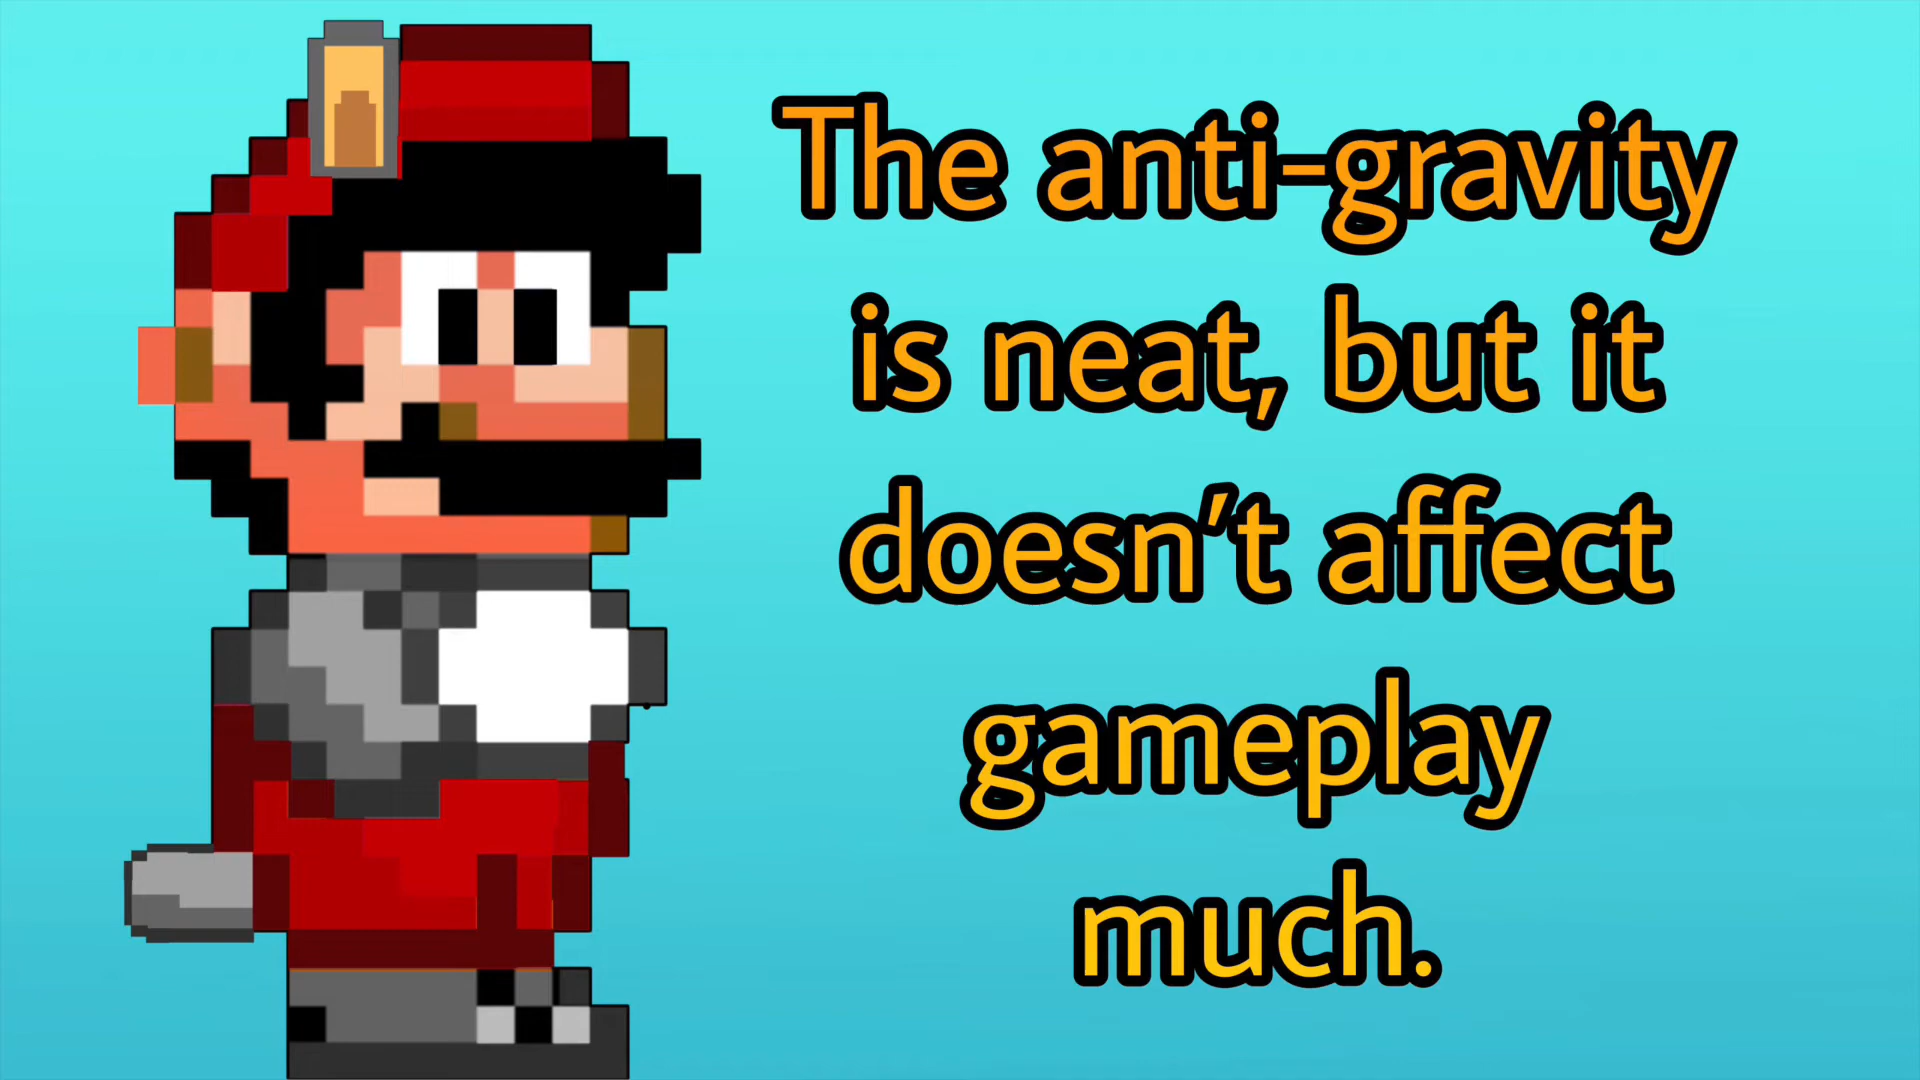 The anti-gravity
is neat, but it
doesn’t affect
gameplay
much.